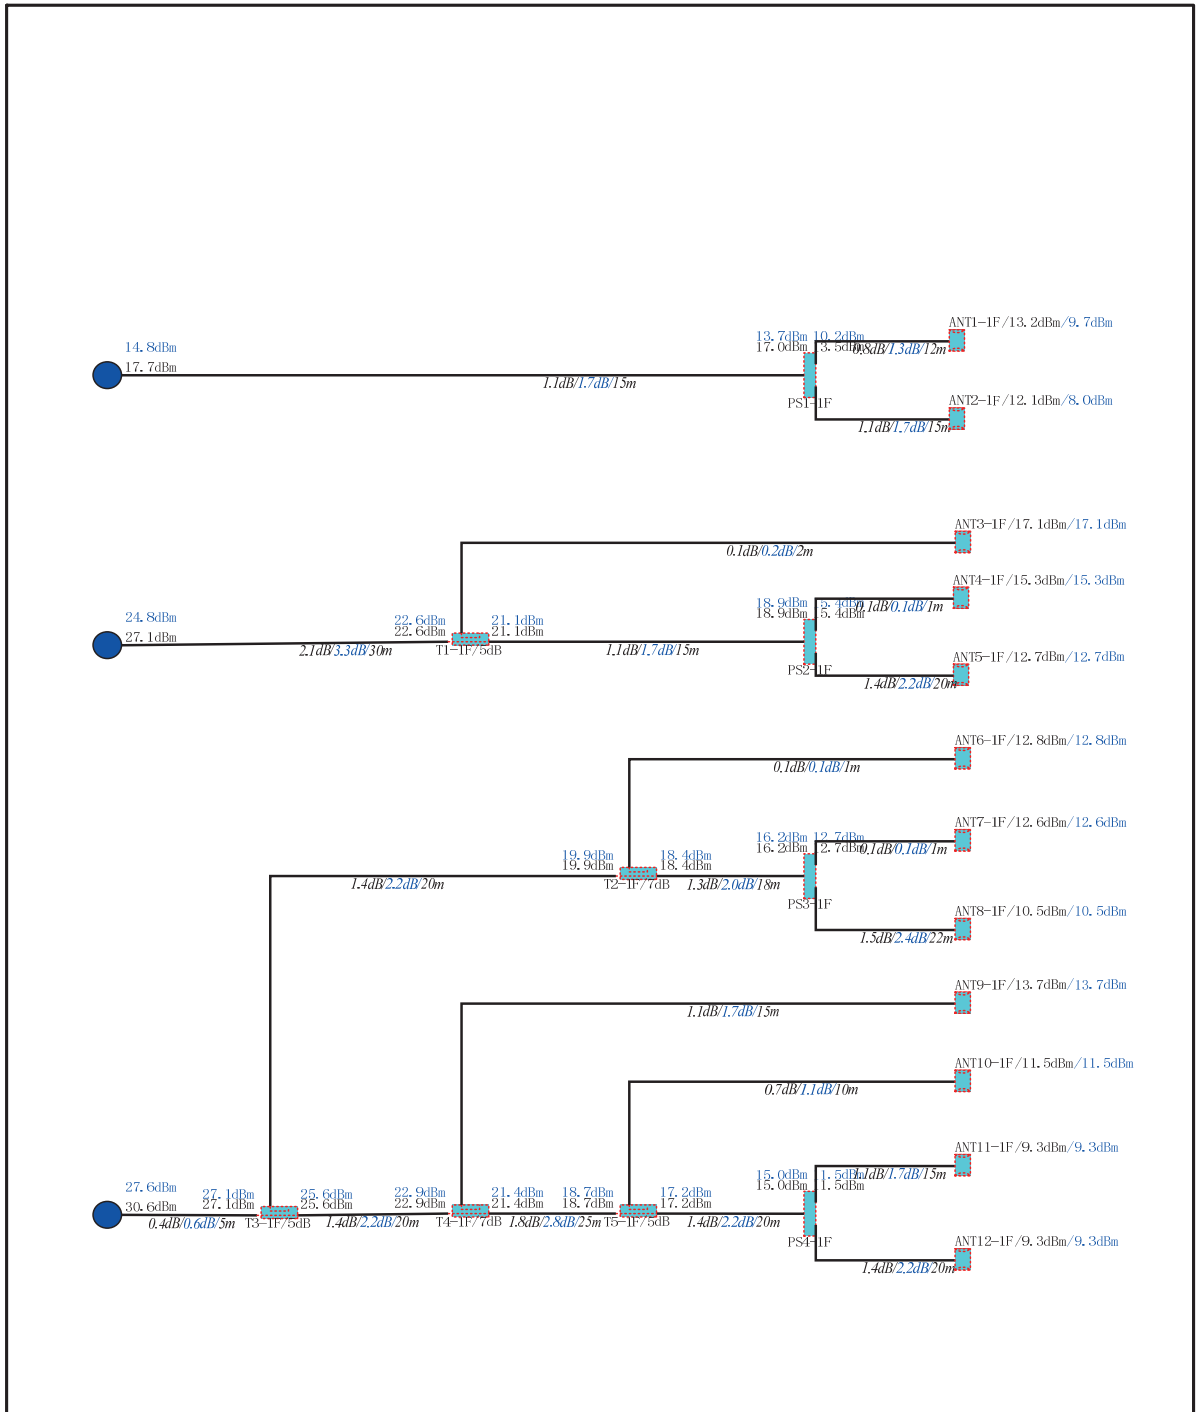 ANT1-1F/13.2dBm/9.7dBm
14.8dBm
17.7dBm
13.7dBm 10.2dBm
17.0dBm
0.8dB/1.3dB/12m
1.1dB/1.7dB/15m
PS1-1F
ANT2-1F/12.1dBm/8.0dBm
1.1dB/1.7dB/15m
ANT3-1F/17.1dBm/17.1dBm
0.1dB/0.2dB/2m
ANT4-1F/15.3dBm/15.3dBm
24.8dBm
27.1dBm
22.6dBm
22.6dBm
21.1dBm
21.1dBm
18.9dBm
18.9dBm
0.1dB/0.1dB/1m
2.1dB/3.3dB/30m
T1-1F/5dB
1.1dB/1.7dB/15m
ANT5-1F/12.7dBm/12.7dBm
PS2-1F
1.4dB/2.2dB/20m
ANT6-1F/12.8dBm/12.8dBm
0.1dB/0.1dB/1m
ANT7-1F/12.6dBm/12.6dBm
16.2dBm 12.7dBm
16.2dBm
0.1dB/0.1dB/1m
19.9dBm
19.9dBm
18.4dBm
18.4dBm
1.4dB/2.2dB/20m
T2-1F/7dB
1.3dB/2.0dB/18m
PS3-1F
ANT8-1F/10.5dBm/10.5dBm
1.5dB/2.4dB/22m
ANT9-1F/13.7dBm/13.7dBm
1.1dB/1.7dB/15m
ANT10-1F/11.5dBm/11.5dBm
0.7dB/1.1dB/10m
ANT11-1F/9.3dBm/9.3dBm
27.6dBm
30.6dBm
27.1dBm
27.1dBm
25.6dBm
25.6dBm
22.9dBm
22.9dBm
21.4dBm
21.4dBm
18.7dBm
18.7dBm
17.2dBm
17.2dBm
15.0dBm
15.0dBm
1.1dB/1.7dB/15m
0.4dB/0.6dB/5m
T3-1F/5dB
1.4dB/2.2dB/20m
T4-1F/7dB
1.8dB/2.8dB/25m
T5-1F/5dB
1.4dB/2.2dB/20m
PS4-1F
ANT12-1F/9.3dBm/9.3dBm
1.4dB/2.2dB/20m